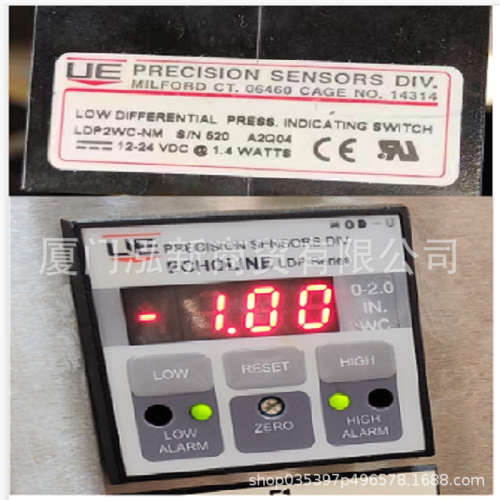 UE PRECISION SENSORS DIV.
MILFORD CT. 06460 CAGE NO. 14314
LOW DIFFERENTIAL PRESS. INDICATING SWITCH
LDP2WC-NM S/N 520 A2Q04
12-24 VDC @ 1.4 WATTS
CE
UE PRECISION SENSORS DIV.
ECHOLINE LDP Series
厦门泓 有限公司
- 1.00
0-2.0
IN.
WC
LOW
RESET
HIGH
LOW
ALARM
ZERO
HIGH
ALARM
shop035397p496578.1688.com